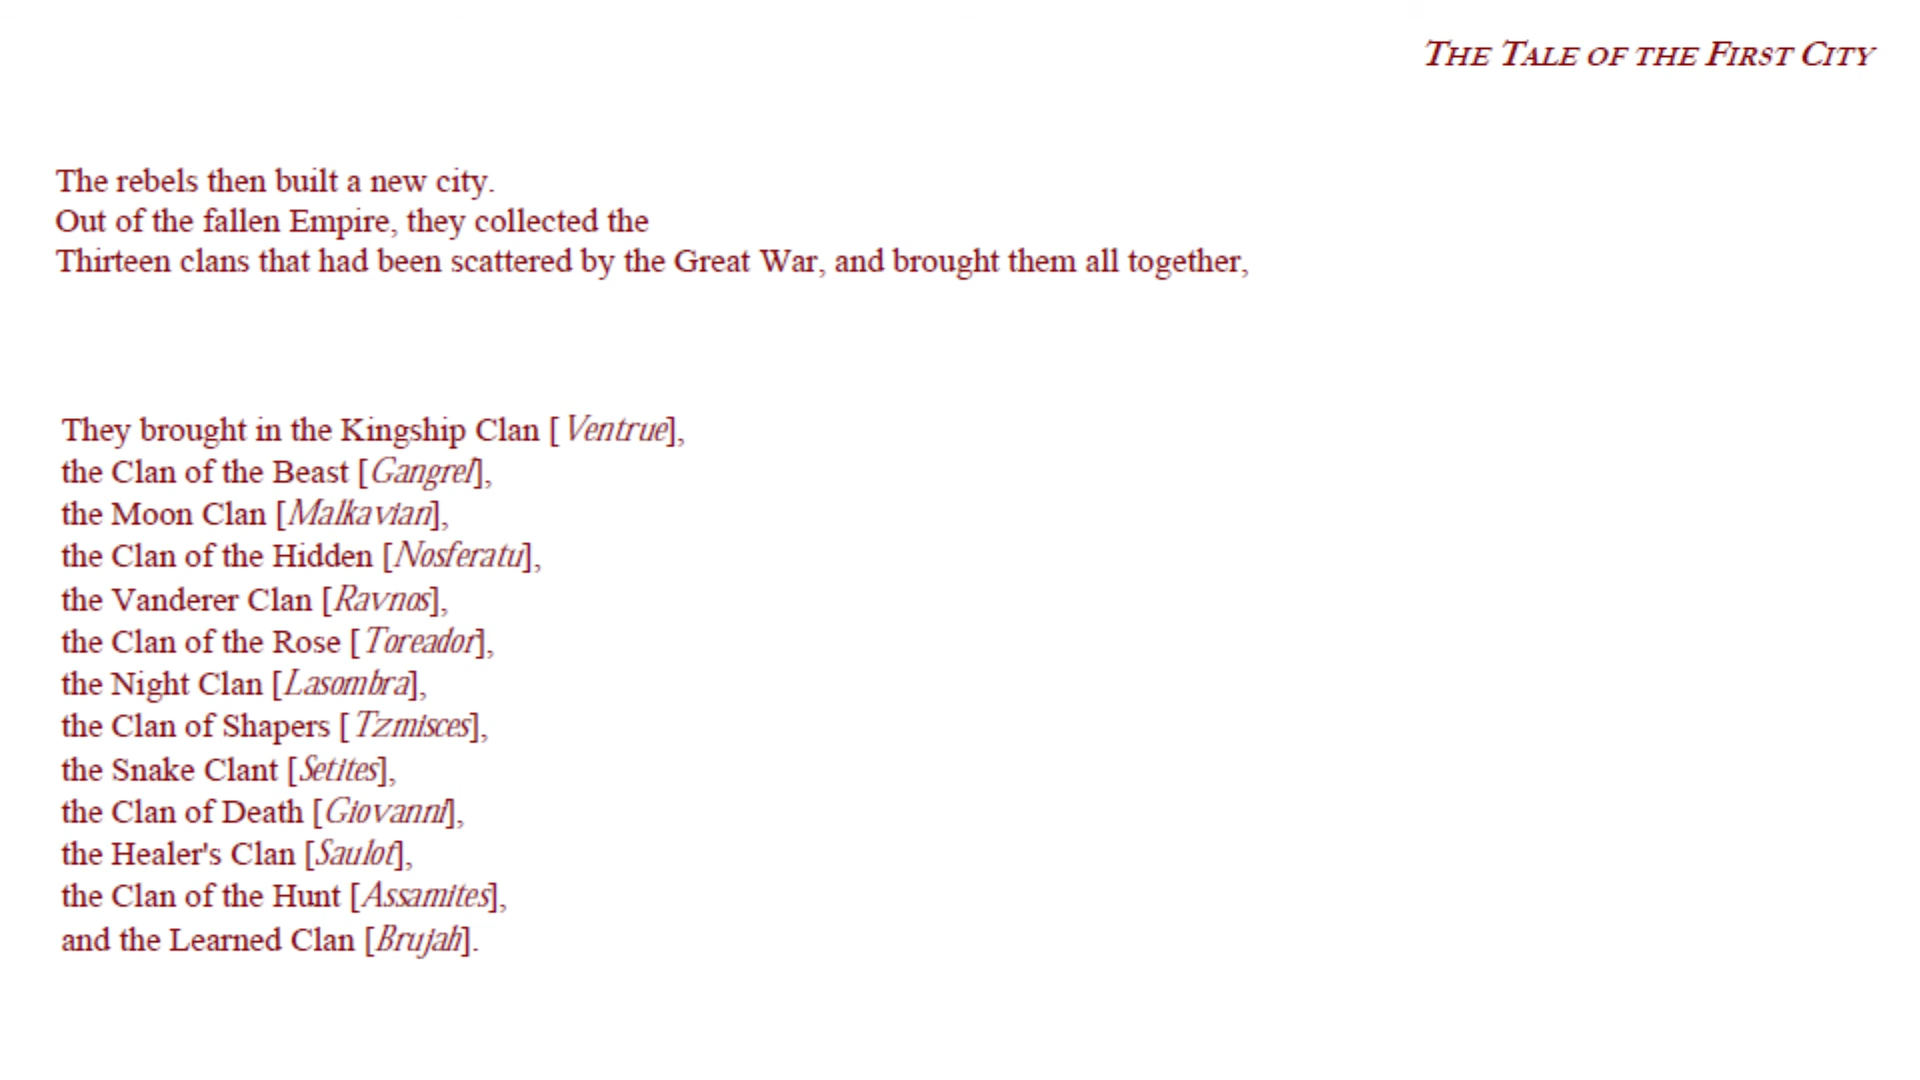 THE TALE OF THE FIRST CITY
The rebels then built a new city.
Out of the fallen Empire, they collected the
Thirteen clans that had been scattered by the Great War, and brought them all together,
They brought in the Kingship Clan [Ventrue],
the Clan of the Beast [Gangrel],
the Moon Clan [Malkavian],
the Clan of the Hidden [Nosferatu],
the Vanderer Clan [Ravnos],
the Clan of the Rose [Toreador],
the Night Clan [Lasombra],
the Clan of Shapers [Tzmisces],
the Snake Clant [Setites],
the Clan of Death [Giovanni],
the Healer's Clan [Saulot],
the Clan of the Hunt [Assamites],
and the Learned Clan [Brujah].